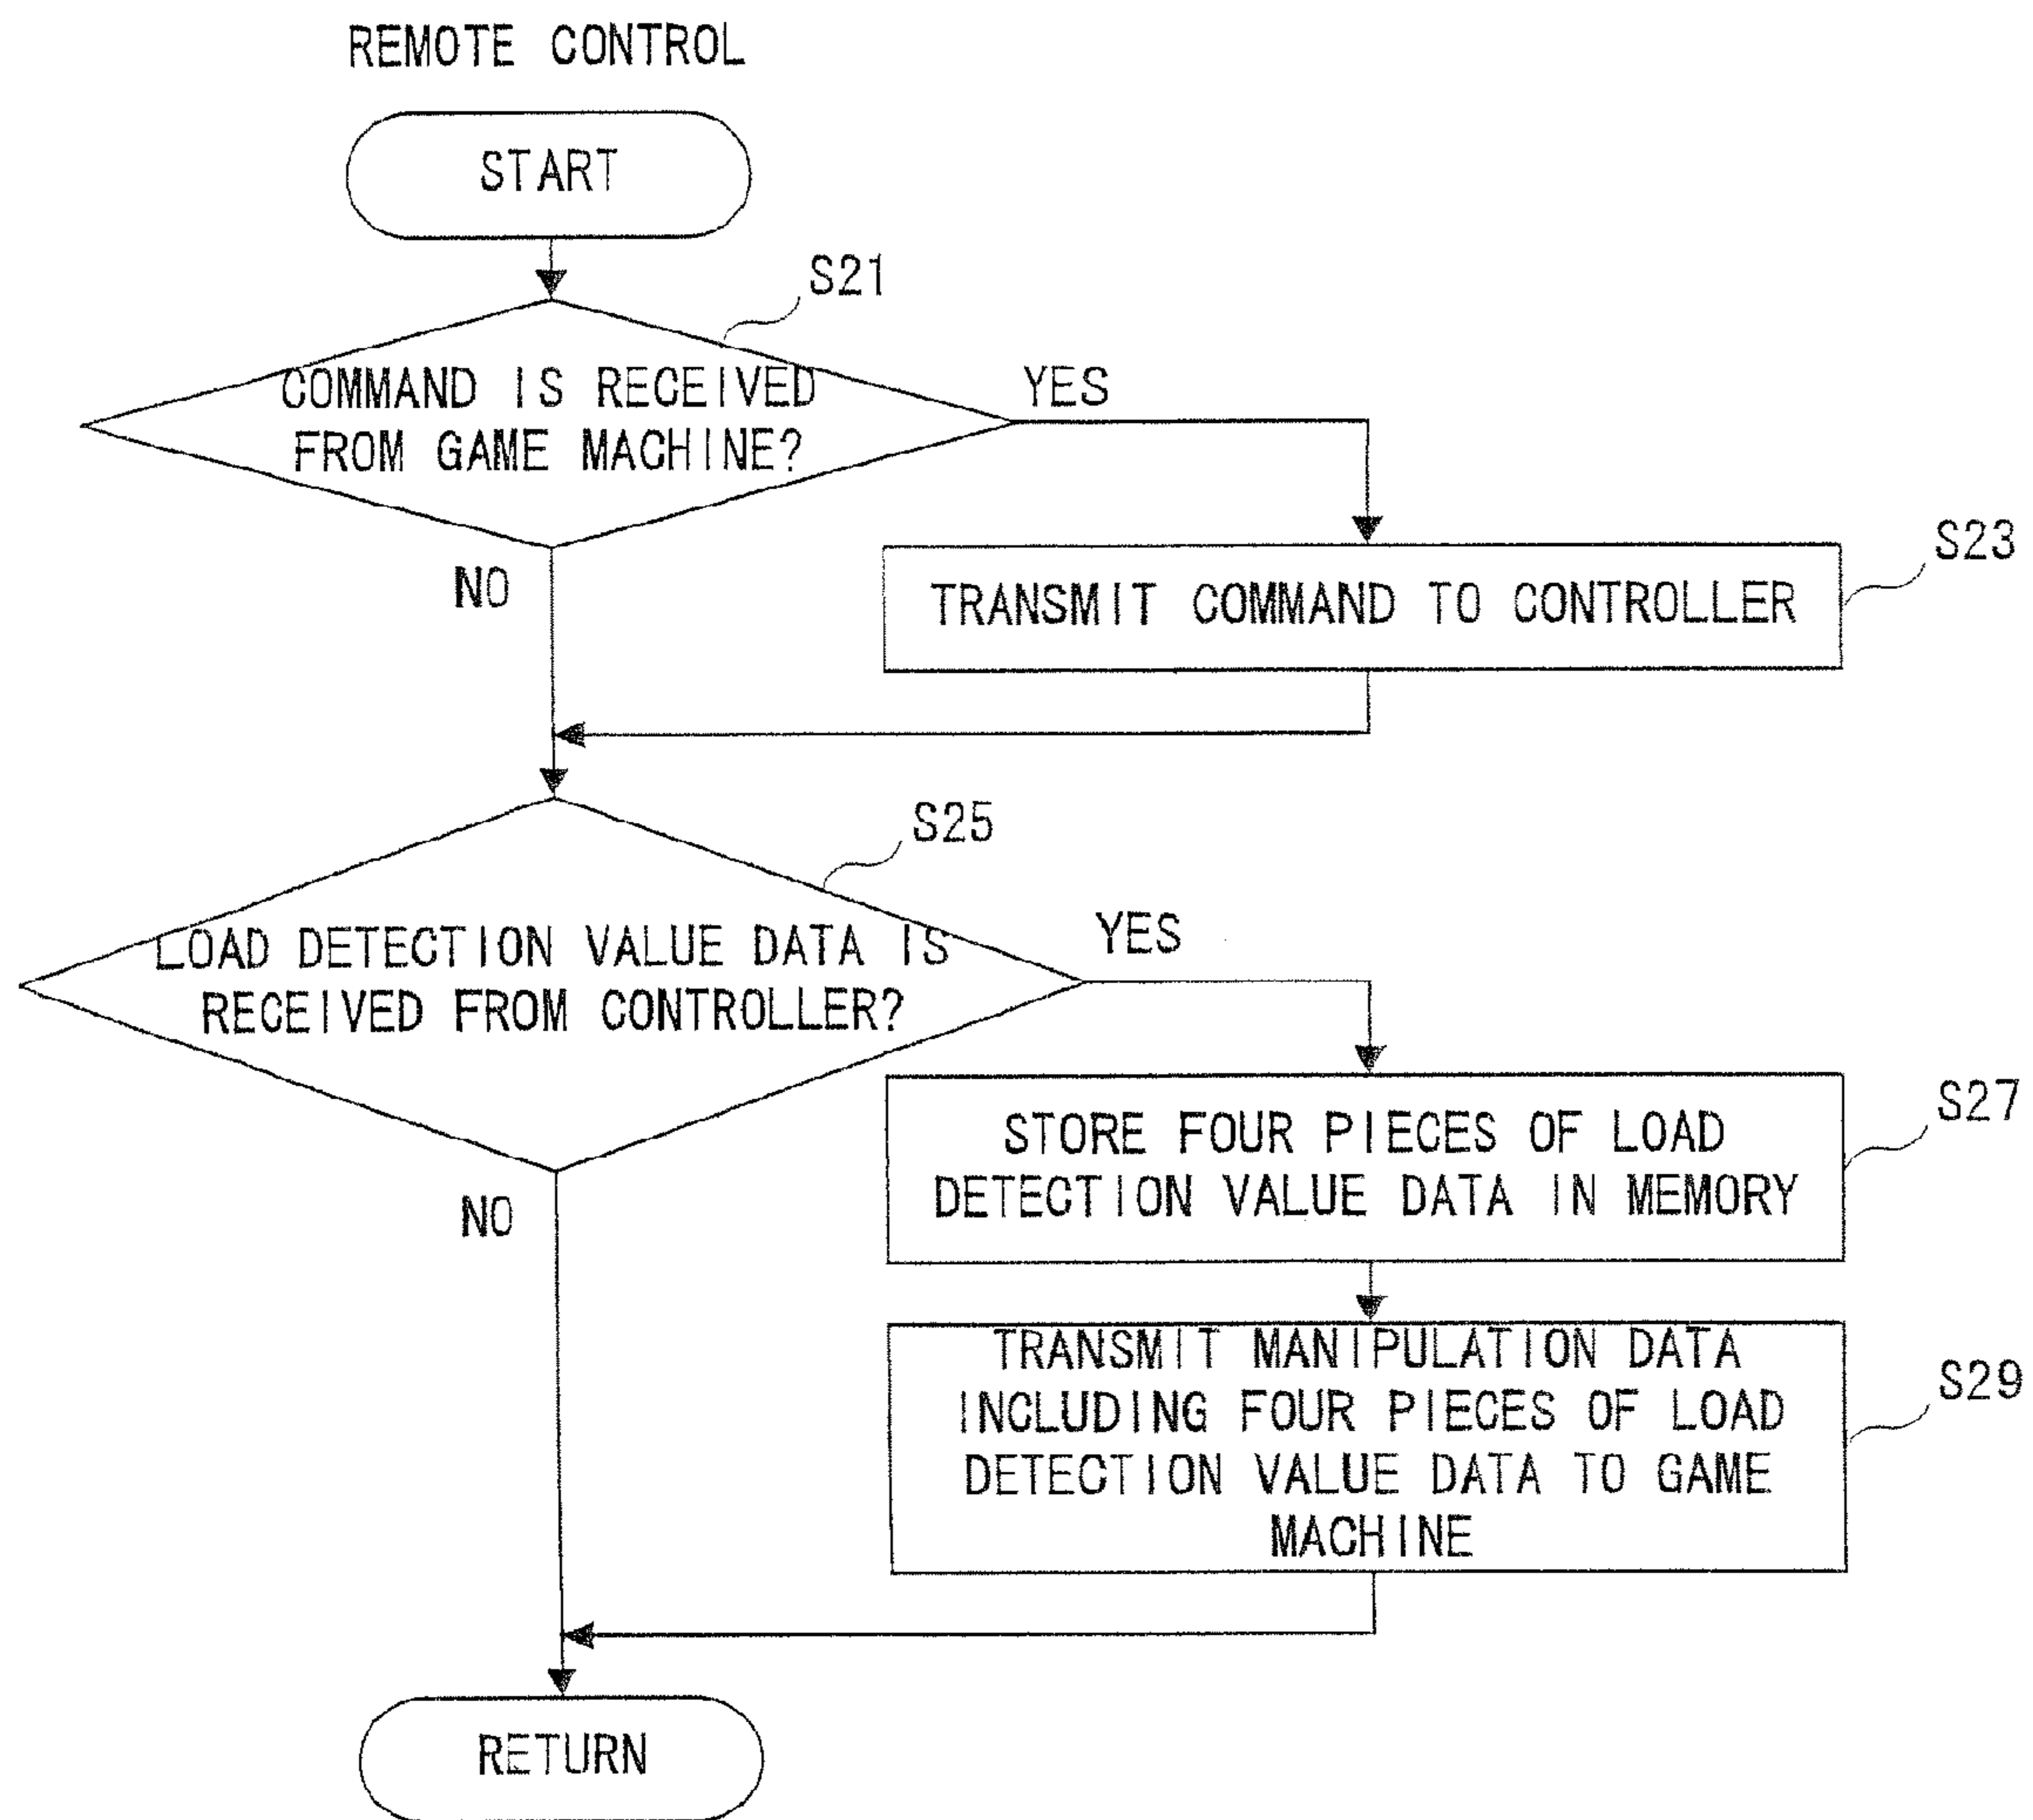 REMOTE CONTROL
START
S21
COMMAND IS RECEIVED
FROM GAME MACHINE?
YES
NO
S23
TRANSMIT COMMAND TO CONTROLLER
S25
LOAD DETECTION VALUE DATA IS
RECEIVED FROM CONTROLLER?
YES
NO
S27
STORE FOUR PIECES OF LOAD
DETECTION VALUE DATA IN MEMORY
S29
TRANSMIT MANIPULATION DATA
INCLUDING FOUR PIECES OF LOAD
DETECTION VALUE DATA TO GAME
MACHINE
RETURN